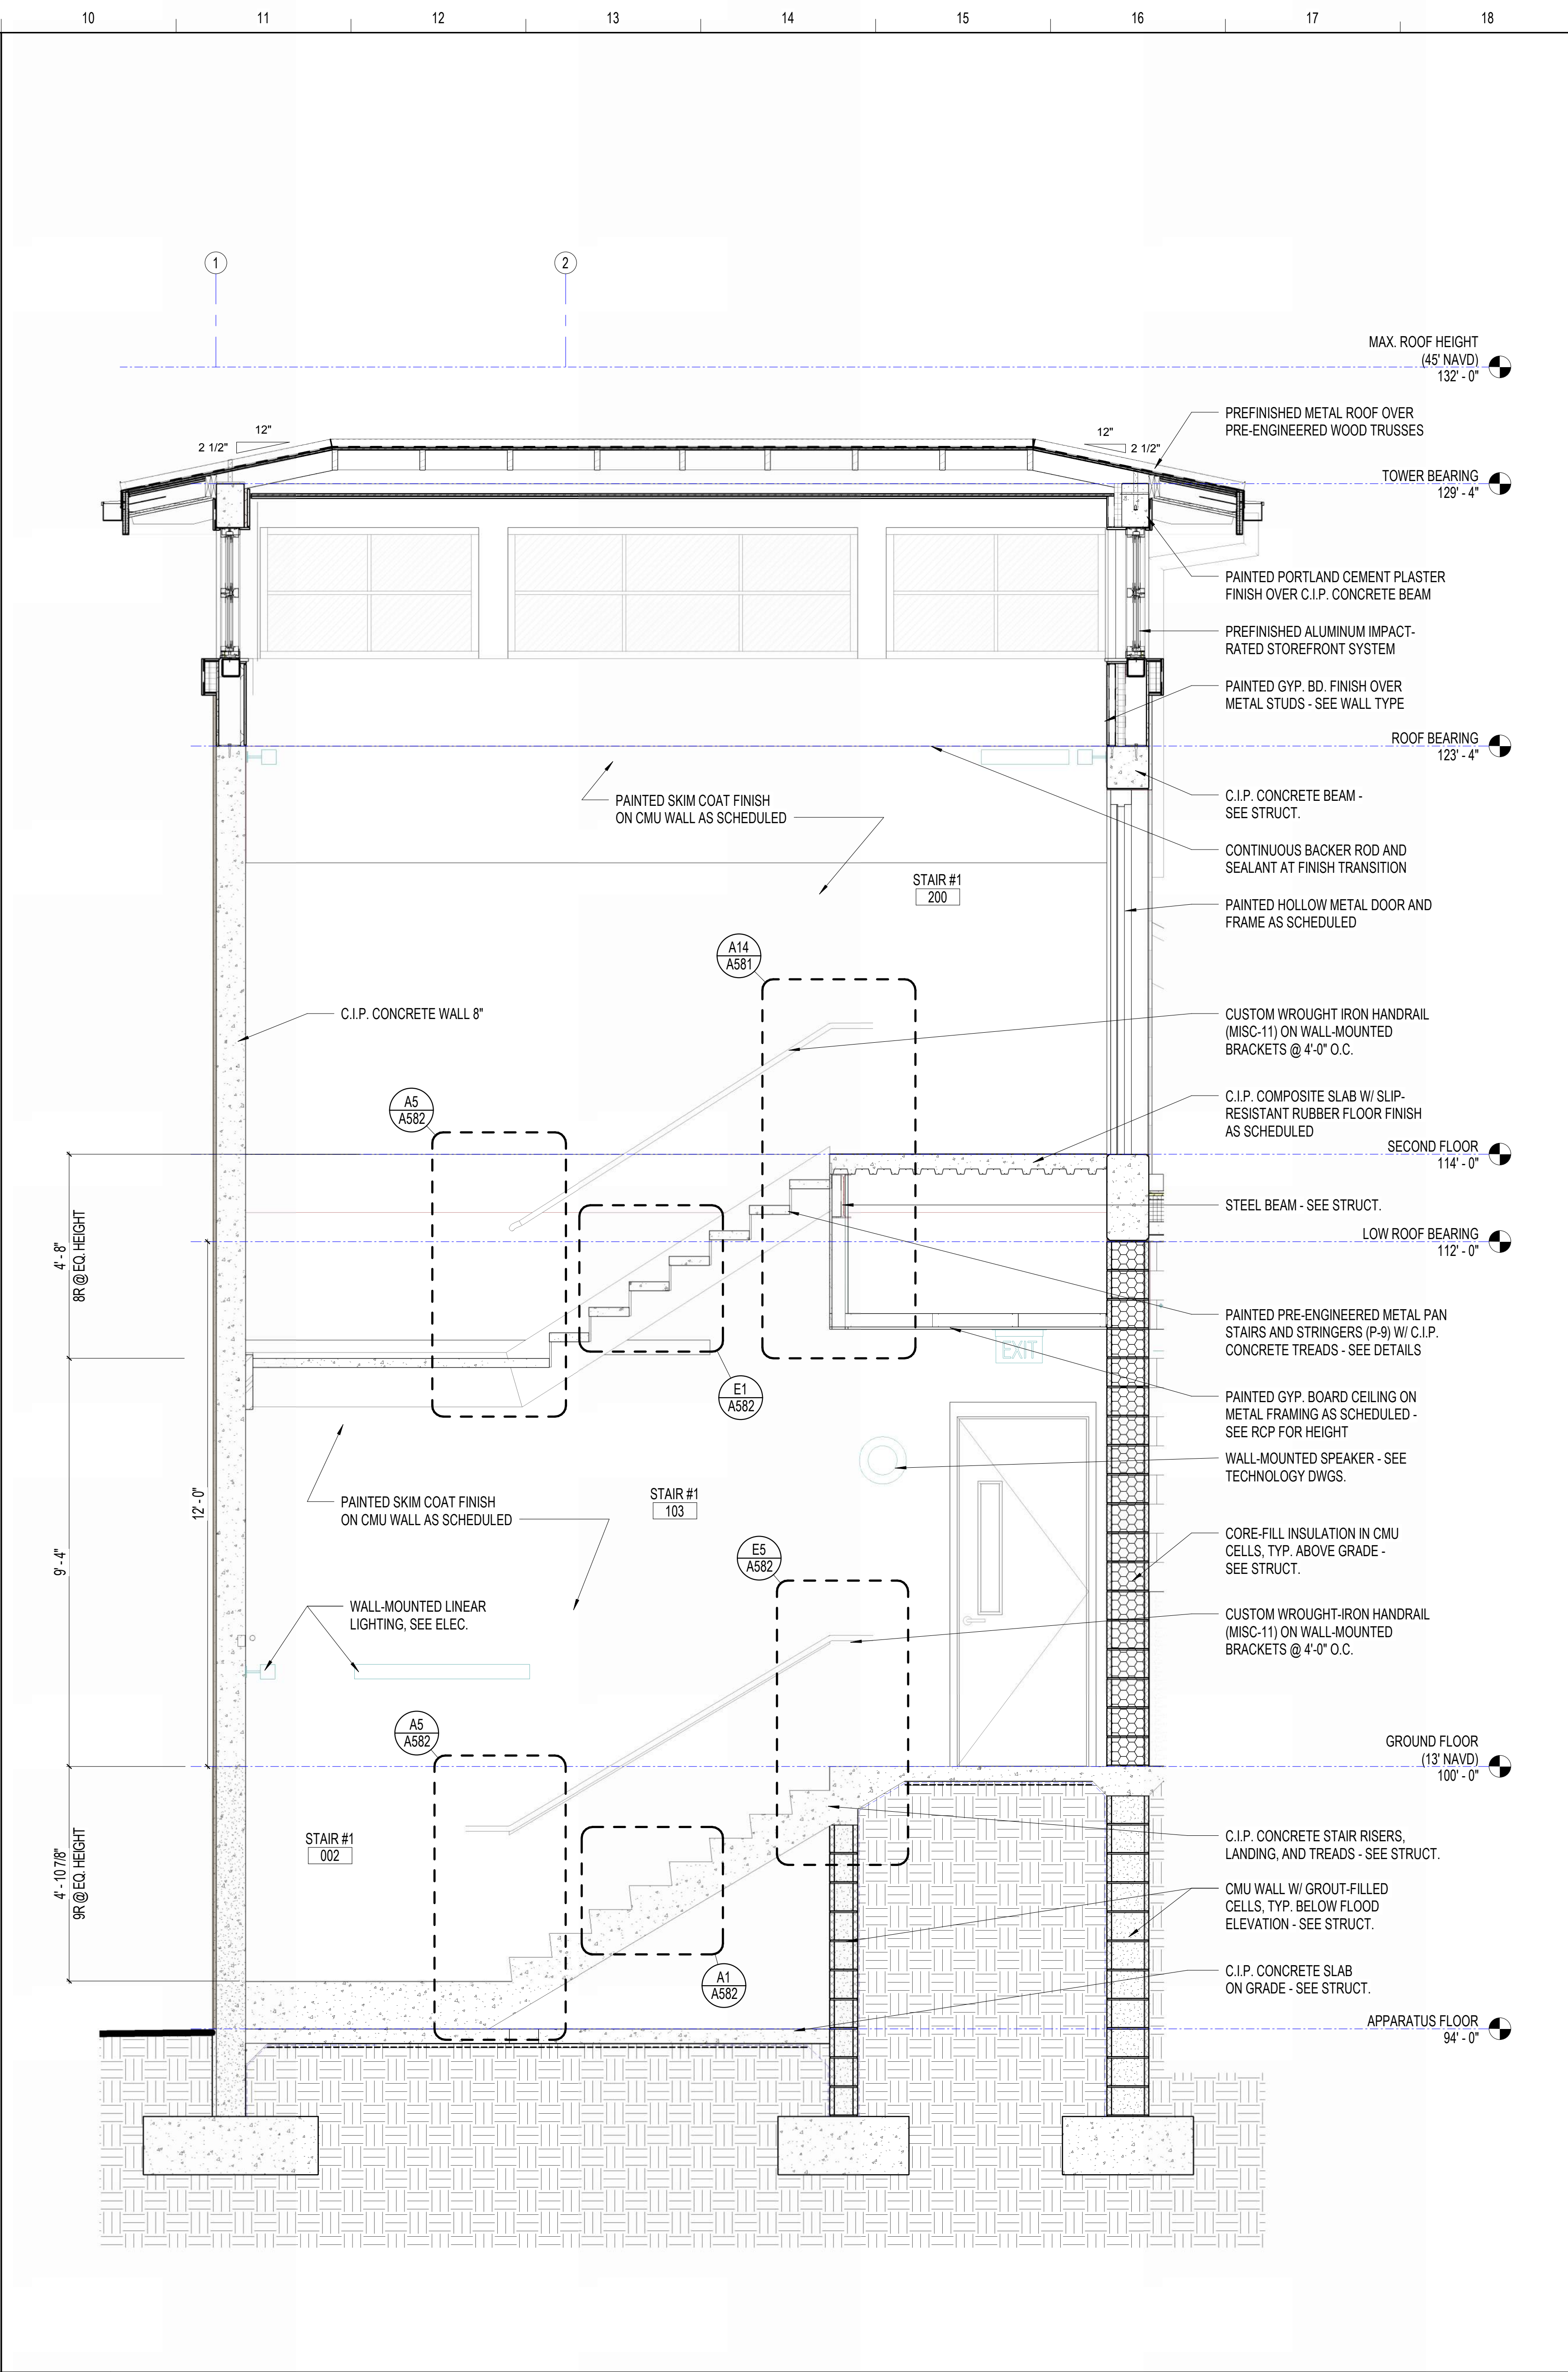 10 11 12 13 14 15 16 17 18
1 2
MAX. ROOF HEIGHT
(45' NAVD)
132' - 0"
PREFINISHED METAL ROOF OVER
PRE-ENGINEERED WOOD TRUSSES
12"
2 1/2"
12"
2 1/2"
TOWER BEARING
129' - 4"
PAINTED PORTLAND CEMENT PLASTER
FINISH OVER C.I.P. CONCRETE BEAM
PREFINISHED ALUMINUM IMPACT-
RATED STOREFRONT SYSTEM
PAINTED GYP. BD. FINISH OVER
METAL STUDS - SEE WALL TYPE
ROOF BEARING
123' - 4"
PAINTED SKIM COAT FINISH
ON CMU WALL AS SCHEDULED
C.I.P. CONCRETE BEAM -
SEE STRUCT.
CONTINUOUS BACKER ROD AND
SEALANT AT FINISH TRANSITION
STAIR #1
200
PAINTED HOLLOW METAL DOOR AND
FRAME AS SCHEDULED
A14
A581
C.I.P. CONCRETE WALL 8"
CUSTOM WROUGHT IRON HANDRAIL
(MISC-11) ON WALL-MOUNTED
BRACKETS @ 4'-0" O.C.
A5
A582
C.I.P. COMPOSITE SLAB W/ SLIP-
RESISTANT RUBBER FLOOR FINISH
AS SCHEDULED
SECOND FLOOR
114' - 0"
STEEL BEAM - SEE STRUCT.
4' - 8"
8R @ EQ. HEIGHT
LOW ROOF BEARING
112' - 0"
PAINTED PRE-ENGINEERED METAL PAN
STAIRS AND STRINGERS (P-9) W/ C.I.P.
CONCRETE TREADS - SEE DETAILS
EXIT
E1
A582
PAINTED GYP. BOARD CEILING ON
METAL FRAMING AS SCHEDULED -
SEE RCP FOR HEIGHT
WALL-MOUNTED SPEAKER - SEE
TECHNOLOGY DWGS.
PAINTED SKIM COAT FINISH
ON CMU WALL AS SCHEDULED
STAIR #1
103
12' - 0"
9' - 4"
CORE-FILL INSULATION IN CMU
CELLS, TYP. ABOVE GRADE -
SEE STRUCT.
E5
A582
WALL-MOUNTED LINEAR
LIGHTING, SEE ELEC.
CUSTOM WROUGHT-IRON HANDRAIL
(MISC-11) ON WALL-MOUNTED
BRACKETS @ 4'-0" O.C.
A5
A582
GROUND FLOOR
(13' NAVD)
100' - 0"
STAIR #1
002
4' - 10 7/8"
9R @ EQ. HEIGHT
C.I.P. CONCRETE STAIR RISERS,
LANDING, AND TREADS - SEE STRUCT.
CMU WALL W/ GROUT-FILLED
CELLS, TYP. BELOW FLOOD
ELEVATION - SEE STRUCT.
A1
A582
C.I.P. CONCRETE SLAB
ON GRADE - SEE STRUCT.
APPARATUS FLOOR
94' - 0"